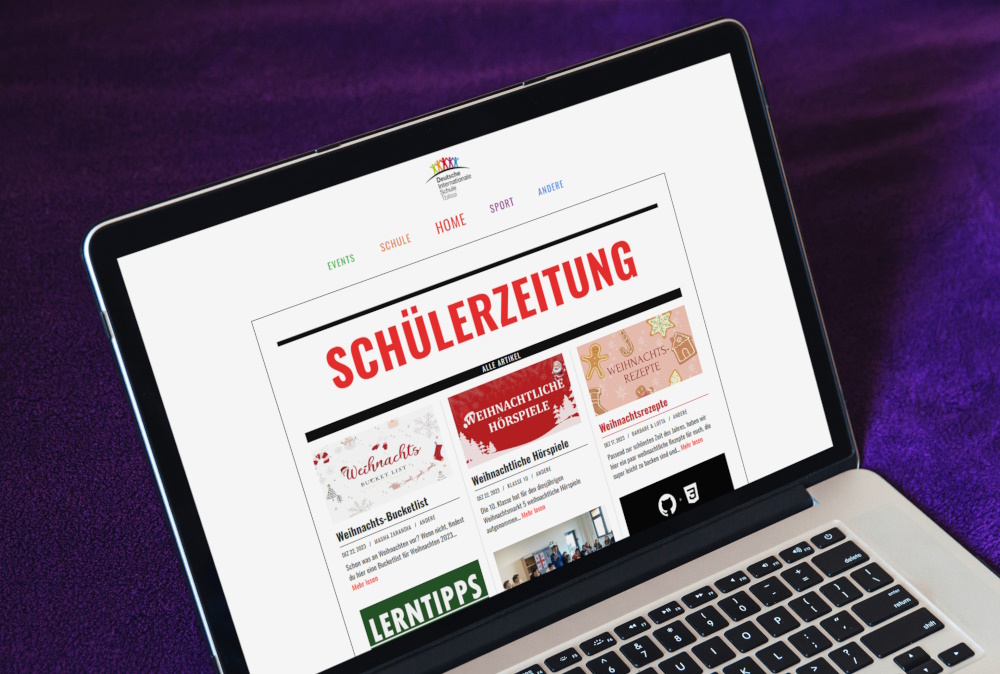 Deutsche
Internationale
Schule
Tbilissi
EVENTS
SCHULE
HOME
SPORT
ANDERE
SCHÜLERZEITUNG
ALLE ARTIKEL
Weihnachts
BUCKET LIST
Weihnachts-Bucketlist
DEZ 22, 2023 / MASHA ZARANDIA / ANDERE
Schon was an Weihnachten vor? Wenn nicht, findest
du hier eine Bucketlist für Weihnachten 2023...
Mehr lesen
WEIHNACHTLICHE
HÖRSPIELE
Weihnachtliche Hörspiele
DEZ 22, 2023 / KLASSE 10 / ANDERE
Die 10. Klasse hat für den diesjährigen
Weihnachtsmarkt 5 weihnachtliche Hörspiele
aufgenommen... Mehr lesen
WEIHNACHTS-
REZEPTE
Weihnachtsrezepte
DEZ 17, 2023 / BARBARE & LOTTA / ANDERE
Passend zur schönsten Zeit des Jahres, haben wir
hier ein paar weihnachtliche Rezepte für euch, die
super leicht zu backen sind und... Mehr lesen
LERNTIPPS
delete
enter
return
shift
U
I
O
P
K
L